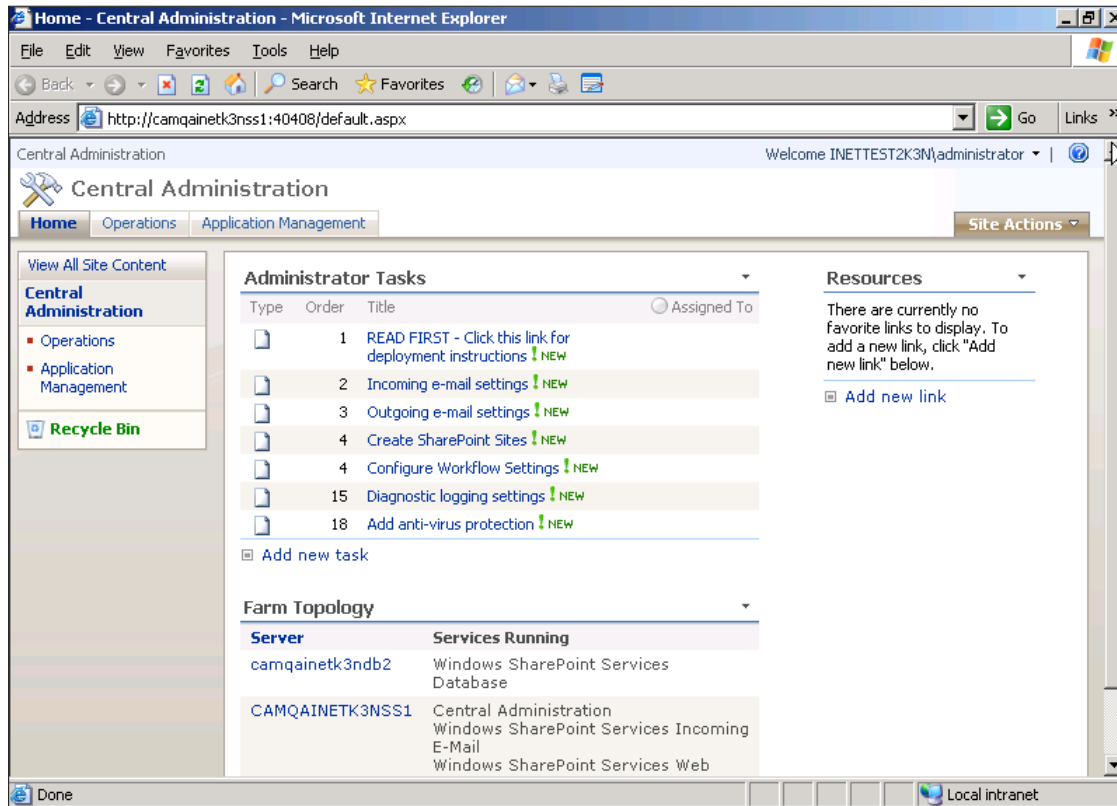 Home - Central Administration - Microsoft Internet Explorer
File Edit View Favorites Tools Help
Back Search Favorites
Address http://camqainetk3nss1:40408/default.aspx Go Links »
Central Administration Welcome INETTEST2K3N\administrator
Central Administration
Home Operations Application Management Site Actions
View All Site Content
Central
Administration
Operations
Application
Management
Recycle Bin
Administrator Tasks
Type Order Title Assigned To
1 READ FIRST - Click this link for
deployment instructions ! NEW
2 Incoming e-mail settings ! NEW
3 Outgoing e-mail settings ! NEW
4 Create SharePoint Sites ! NEW
4 Configure Workflow Settings ! NEW
15 Diagnostic logging settings ! NEW
18 Add anti-virus protection ! NEW
Add new task
Farm Topology
Server Services Running
camqainetk3ndb2 Windows SharePoint Services
Database
CAMQAINETK3NSS1 Central Administration
Windows SharePoint Services Incoming
E-Mail
Windows SharePoint Services Web
Resources
There are currently no
favorite links to display. To
add a new link, click "Add
new link" below.
Add new link
Done Local intranet